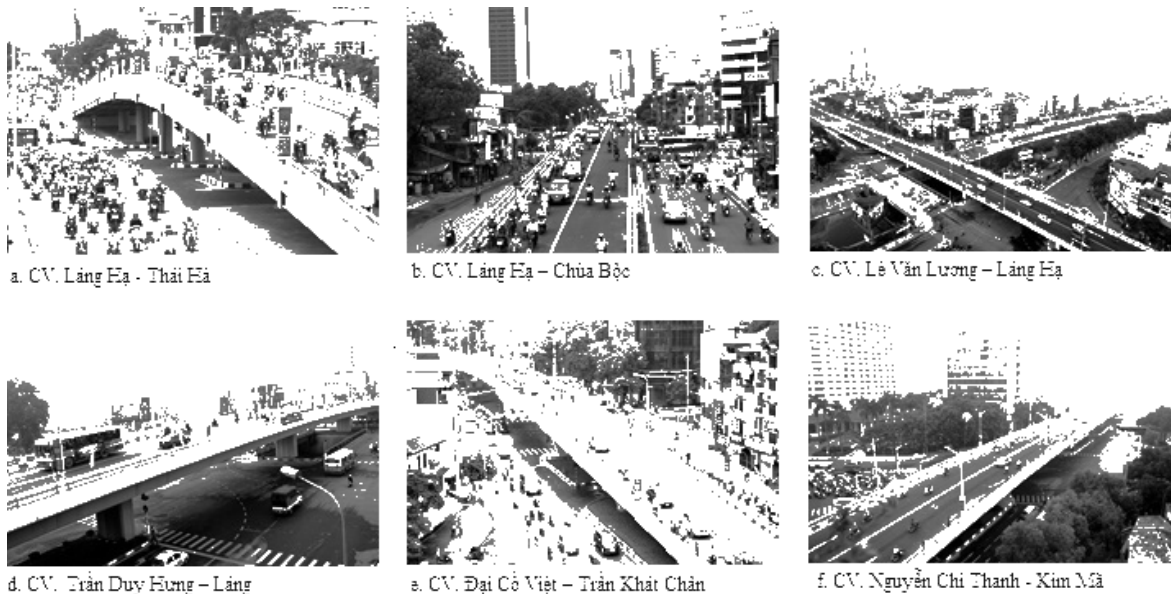 a. CV. Láng Hạ - Thái Hà
b. CV. Láng Hạ – Chùa Bộc
c. CV. Lê Văn Lương – Láng Hạ
d. CV. Trần Duy Hưng – Láng
e. CV. Đại Cồ Việt – Trần Khát Chân
f. CV. Nguyễn Chí Thanh - Kim Mã